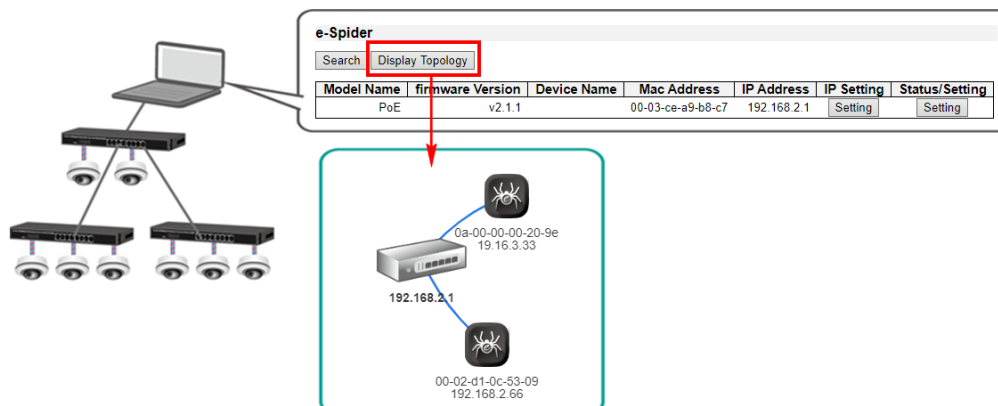 e-Spider
Search Display Topology
Model Name firmware Version Device Name Mac Address IP Address IP Setting Status/Setting
PoE v2.1.1 00-03-ce-a9-b8-c7 192.168.2.1 Setting Setting
0a-00-00-00-20-9e
19.16.3.33
192.168.2.1
00-02-d1-0c-53-09
192.168.2.66